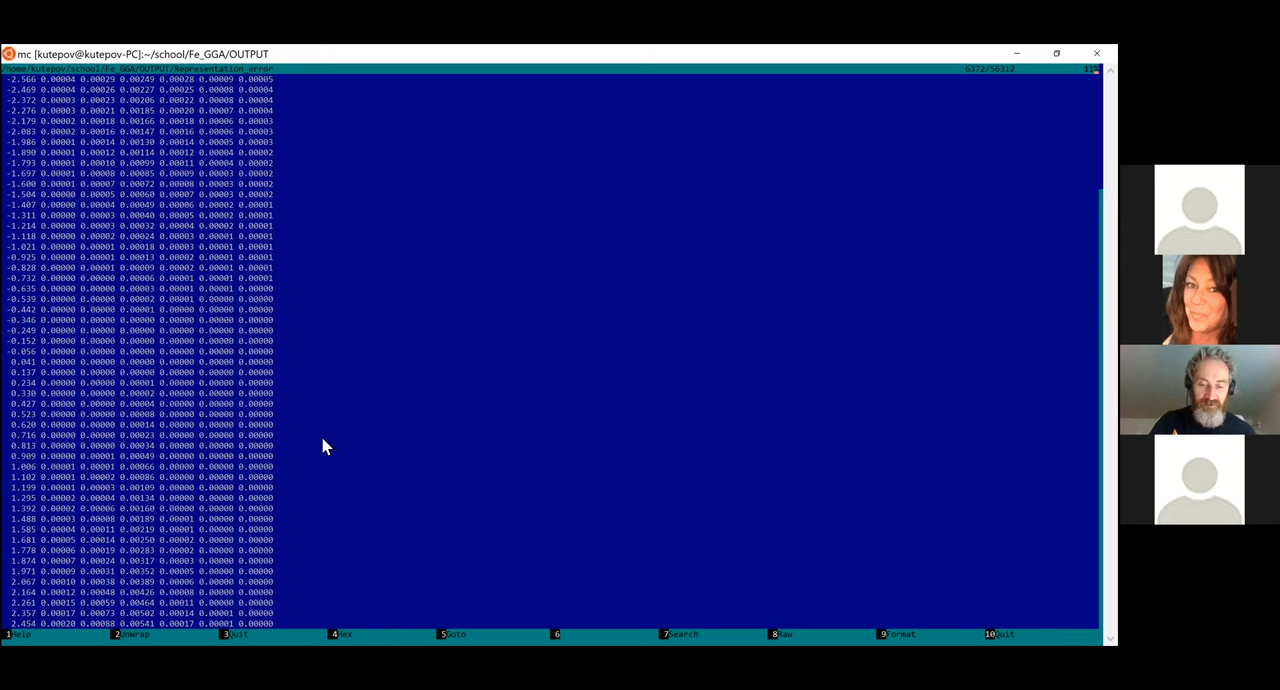 mc [kutepov@kutepov-PC]:~/school/Fe_GGA/OUTPUT
/home/kutepov/school/Fe_GGA/OUTPUT/Representation_error 6372/56312 11%
-2.566 0.00004 0.00029 0.00249 0.00028 0.00009 0.00005
-2.469 0.00004 0.00026 0.00227 0.00025 0.00008 0.00004
-2.372 0.00003 0.00023 0.00206 0.00022 0.00008 0.00004
-2.276 0.00003 0.00021 0.00185 0.00020 0.00007 0.00004
-2.179 0.00002 0.00018 0.00166 0.00018 0.00006 0.00003
-2.083 0.00002 0.00016 0.00147 0.00016 0.00006 0.00003
-1.986 0.00001 0.00014 0.00130 0.00014 0.00005 0.00003
-1.890 0.00001 0.00012 0.00114 0.00012 0.00004 0.00002
-1.793 0.00001 0.00010 0.00099 0.00011 0.00004 0.00002
-1.697 0.00001 0.00008 0.00085 0.00009 0.00003 0.00002
-1.600 0.00001 0.00007 0.00072 0.00008 0.00003 0.00002
-1.504 0.00000 0.00005 0.00060 0.00007 0.00003 0.00002
-1.407 0.00000 0.00004 0.00049 0.00006 0.00002 0.00001
-1.311 0.00000 0.00003 0.00040 0.00005 0.00002 0.00001
-1.214 0.00000 0.00003 0.00032 0.00004 0.00002 0.00001
-1.118 0.00000 0.00002 0.00024 0.00003 0.00001 0.00001
-1.021 0.00000 0.00001 0.00018 0.00003 0.00001 0.00001
-0.925 0.00000 0.00001 0.00013 0.00002 0.00001 0.00001
-0.828 0.00000 0.00001 0.00009 0.00002 0.00001 0.00001
-0.732 0.00000 0.00000 0.00006 0.00001 0.00001 0.00001
-0.635 0.00000 0.00000 0.00003 0.00001 0.00001 0.00000
-0.539 0.00000 0.00000 0.00002 0.00001 0.00000 0.00000
-0.442 0.00000 0.00000 0.00001 0.00000 0.00000 0.00000
-0.346 0.00000 0.00000 0.00000 0.00000 0.00000 0.00000
-0.249 0.00000 0.00000 0.00000 0.00000 0.00000 0.00000
-0.152 0.00000 0.00000 0.00000 0.00000 0.00000 0.00000
-0.056 0.00000 0.00000 0.00000 0.00000 0.00000 0.00000
0.041 0.00000 0.00000 0.00000 0.00000 0.00000 0.00000
0.137 0.00000 0.00000 0.00000 0.00000 0.00000 0.00000
0.234 0.00000 0.00000 0.00001 0.00000 0.00000 0.00000
0.330 0.00000 0.00000 0.00002 0.00000 0.00000 0.00000
0.427 0.00000 0.00000 0.00004 0.00000 0.00000 0.00000
0.523 0.00000 0.00000 0.00008 0.00000 0.00000 0.00000
0.620 0.00000 0.00000 0.00014 0.00000 0.00000 0.00000
0.716 0.00000 0.00000 0.00023 0.00000 0.00000 0.00000
0.813 0.00000 0.00000 0.00034 0.00000 0.00000 0.00000
0.909 0.00000 0.00001 0.00049 0.00000 0.00000 0.00000
1.006 0.00001 0.00001 0.00066 0.00000 0.00000 0.00000
1.102 0.00001 0.00002 0.00086 0.00000 0.00000 0.00000
1.199 0.00001 0.00003 0.00109 0.00000 0.00000 0.00000
1.295 0.00002 0.00004 0.00134 0.00000 0.00000 0.00000
1.392 0.00002 0.00006 0.00160 0.00000 0.00000 0.00000
1.488 0.00003 0.00008 0.00189 0.00001 0.00000 0.00000
1.585 0.00004 0.00011 0.00219 0.00001 0.00000 0.00000
1.681 0.00005 0.00014 0.00250 0.00002 0.00000 0.00000
1.778 0.00006 0.00019 0.00283 0.00002 0.00000 0.00000
1.874 0.00007 0.00024 0.00317 0.00003 0.00000 0.00000
1.971 0.00009 0.00031 0.00352 0.00005 0.00000 0.00000
2.067 0.00010 0.00038 0.00389 0.00006 0.00000 0.00000
2.164 0.00012 0.00048 0.00426 0.00008 0.00000 0.00000
2.261 0.00015 0.00059 0.00464 0.00011 0.00000 0.00000
2.357 0.00017 0.00073 0.00502 0.00014 0.00001 0.00000
2.454 0.00020 0.00088 0.00541 0.00017 0.00001 0.00000
1Help 2UnWrap 3Quit 4Hex 5Goto 6 7Search 8Raw 9Format 10Quit